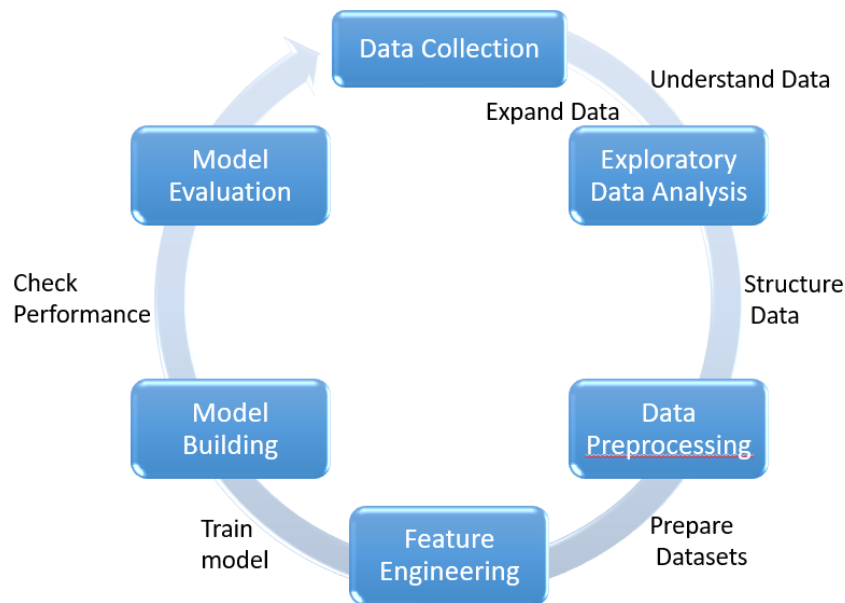 Data Collection
Understand Data
Expand Data
Exploratory
Data Analysis
Structure
Data
Data
Preprocessing
Prepare
Datasets
Feature
Engineering
Train
model
Model
Building
Check
Performance
Model
Evaluation